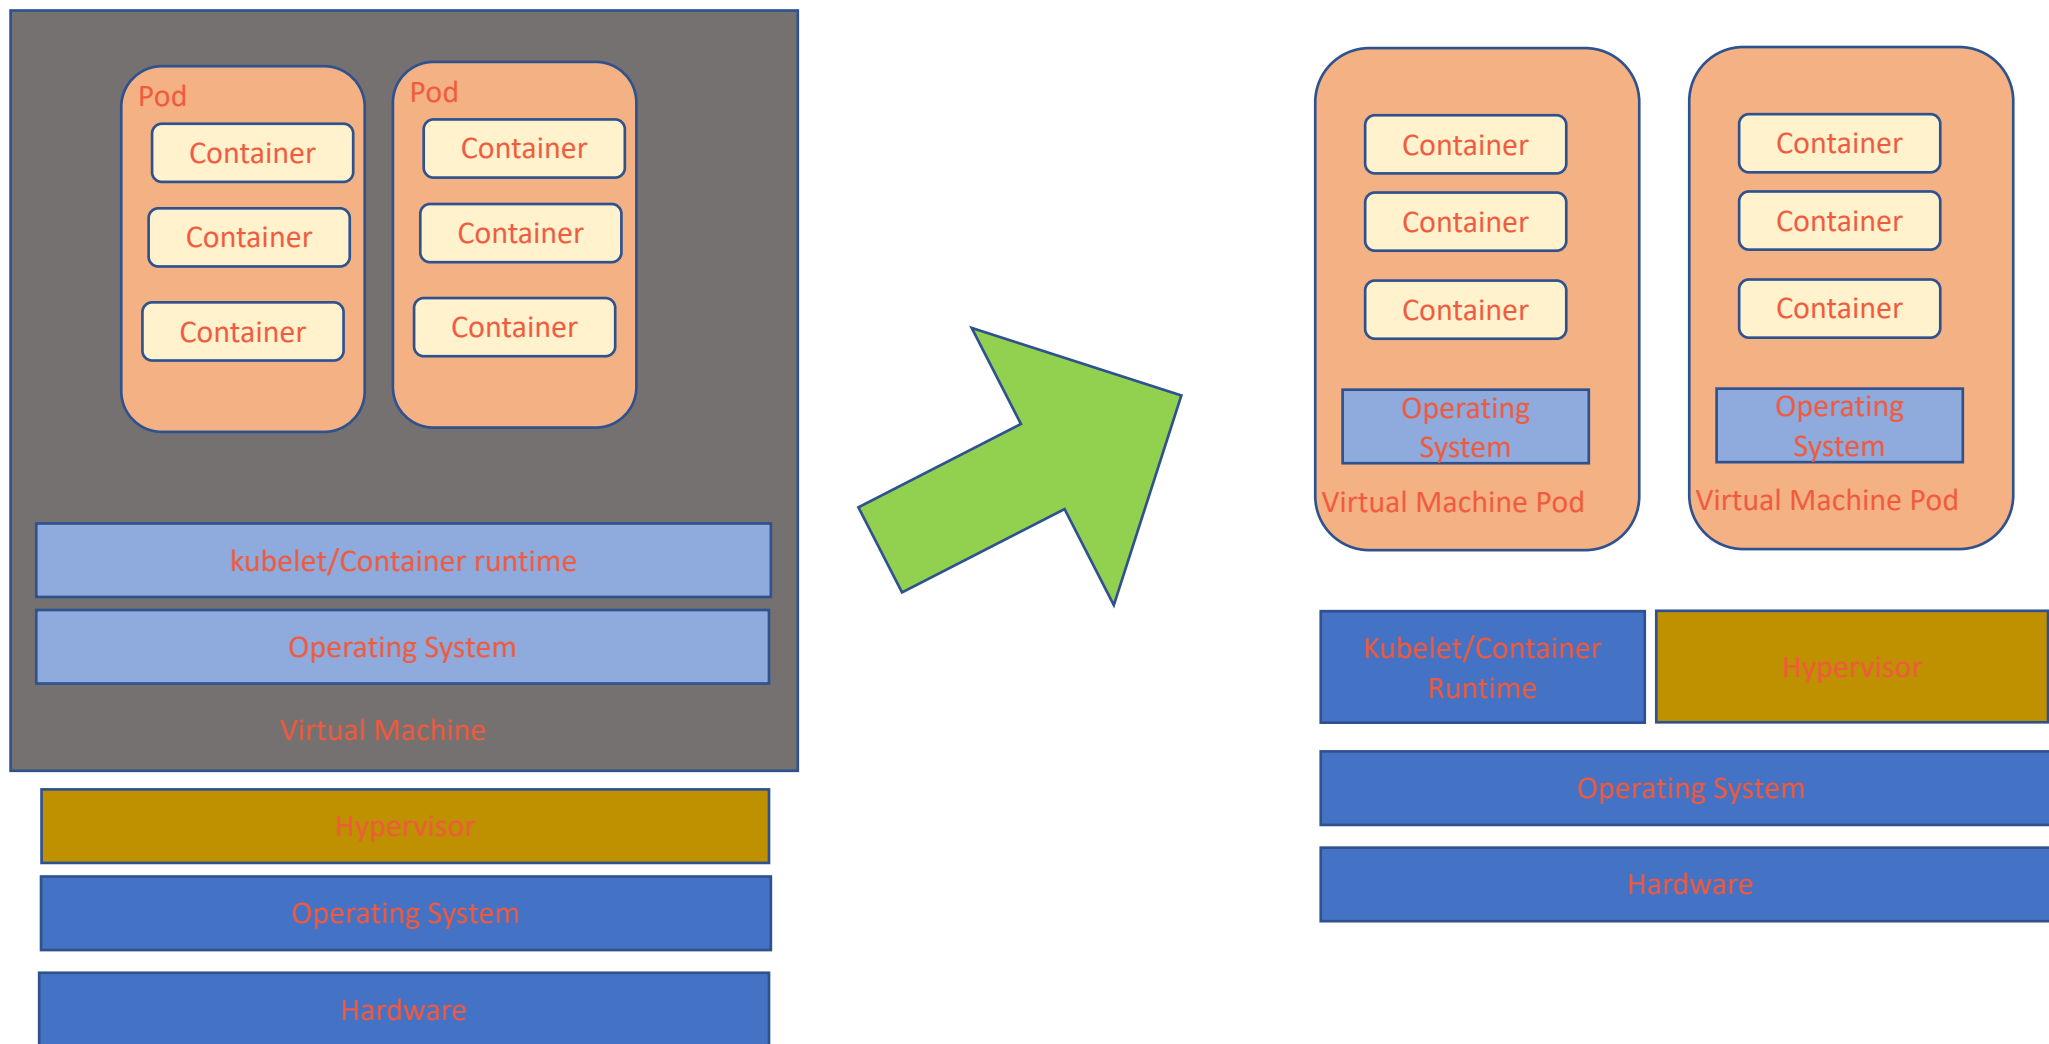 Pod
Container
Container
Container
Pod
Container
Container
Container
kubelet/Container runtime
Operating System
Virtual Machine
Hypervisor
Operating System
Hardware
Container
Container
Container
Operating
System
Virtual Machine Pod
Container
Container
Container
Operating
System
Virtual Machine Pod
Kubelet/Container
Runtime
Hypervisor
Operating System
Hardware